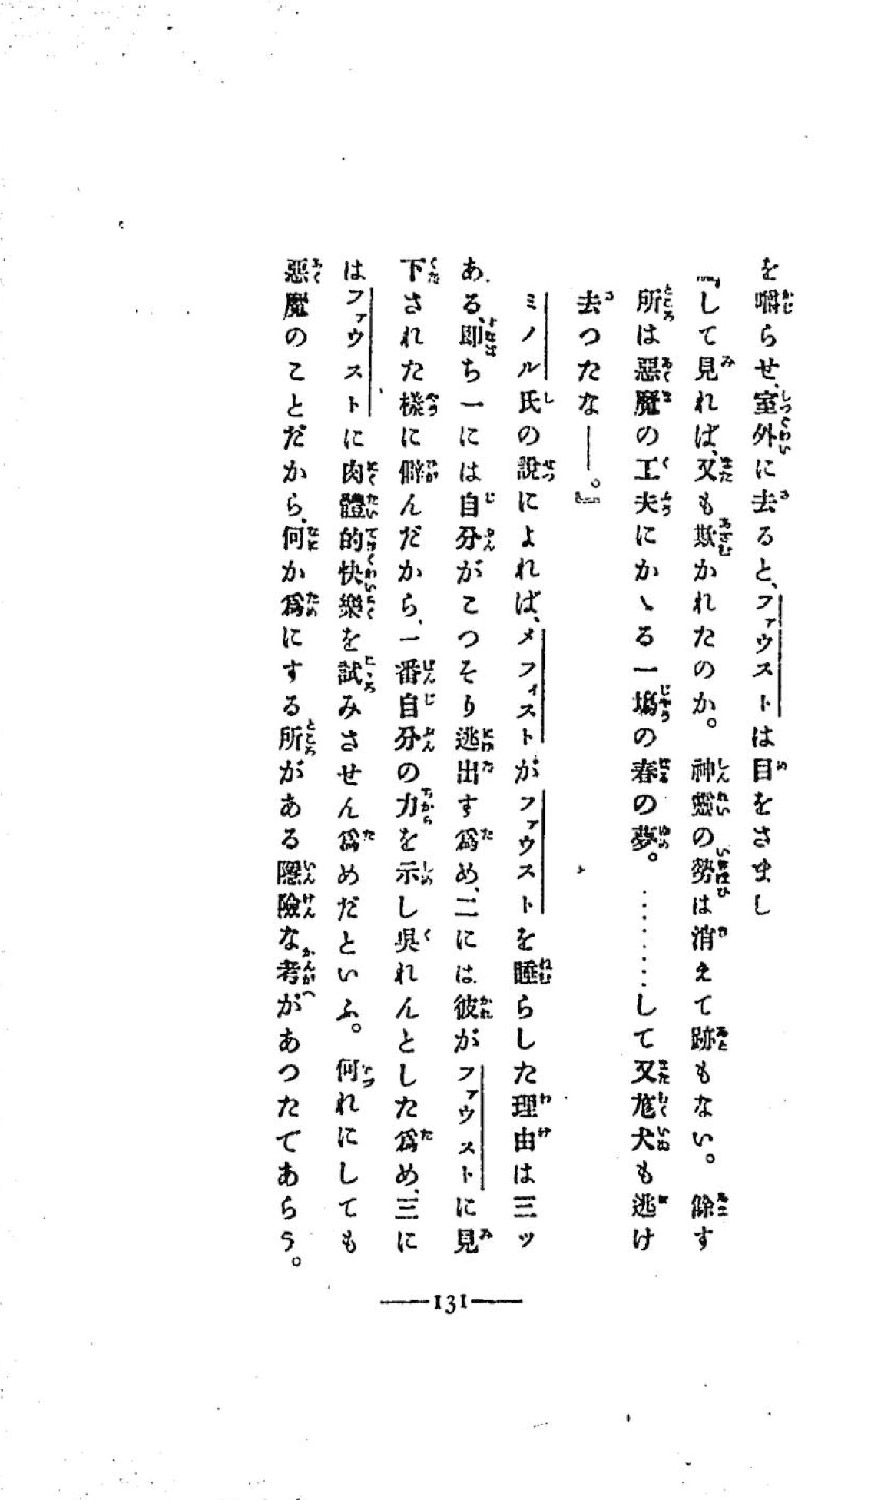 を嚙らせ、室外に去ると、ファウストは目をさまし
『して見れば、又も欺かれたのか。神靈の勢は消えて跡もない。餘す
所は惡魔の工夫にかゝる一塲の春の夢。………して又尨犬も逃け
去つたな――。』
ミノル氏の說によれば、メフィストがファウストを睡らした理由は三ッ
ある、即ち一には自分がこつそり逃出す爲め、二には彼がファウストに見
下された樣に僻んだから、一番自分の力を示し吳れんとした爲め、三に
はファウストに肉體的快樂を試みさせん爲めだといふ。何れにしても
惡魔のことだから、何か爲にする所がある隱險な考があつたてあらう。
131